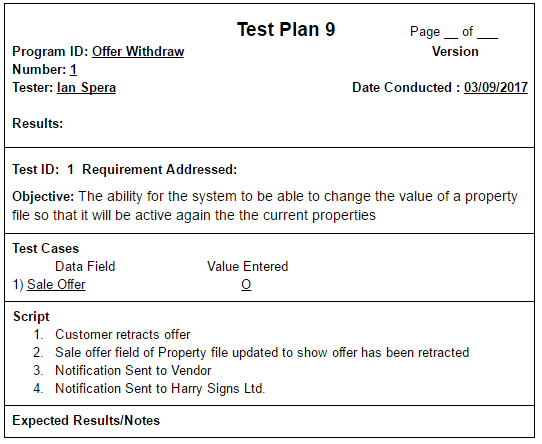 Test Plan 9 Page __ of ___
Program ID: Offer Withdraw Version
Number: 1
Tester: Ian Spera Date Conducted : 03/09/2017
Results:
Test ID: 1 Requirement Addressed:
Objective: The ability for the system to be able to change the value of a property
file so that it will be active again the the current properties
Test Cases
Data Field Value Entered
1) Sale Offer O
Script
1. Customer retracts offer
2. Sale offer field of Property file updated to show offer has been retracted
3. Notification Sent to Vendor
4. Notification Sent to Harry Signs Ltd.
Expected Results/Notes